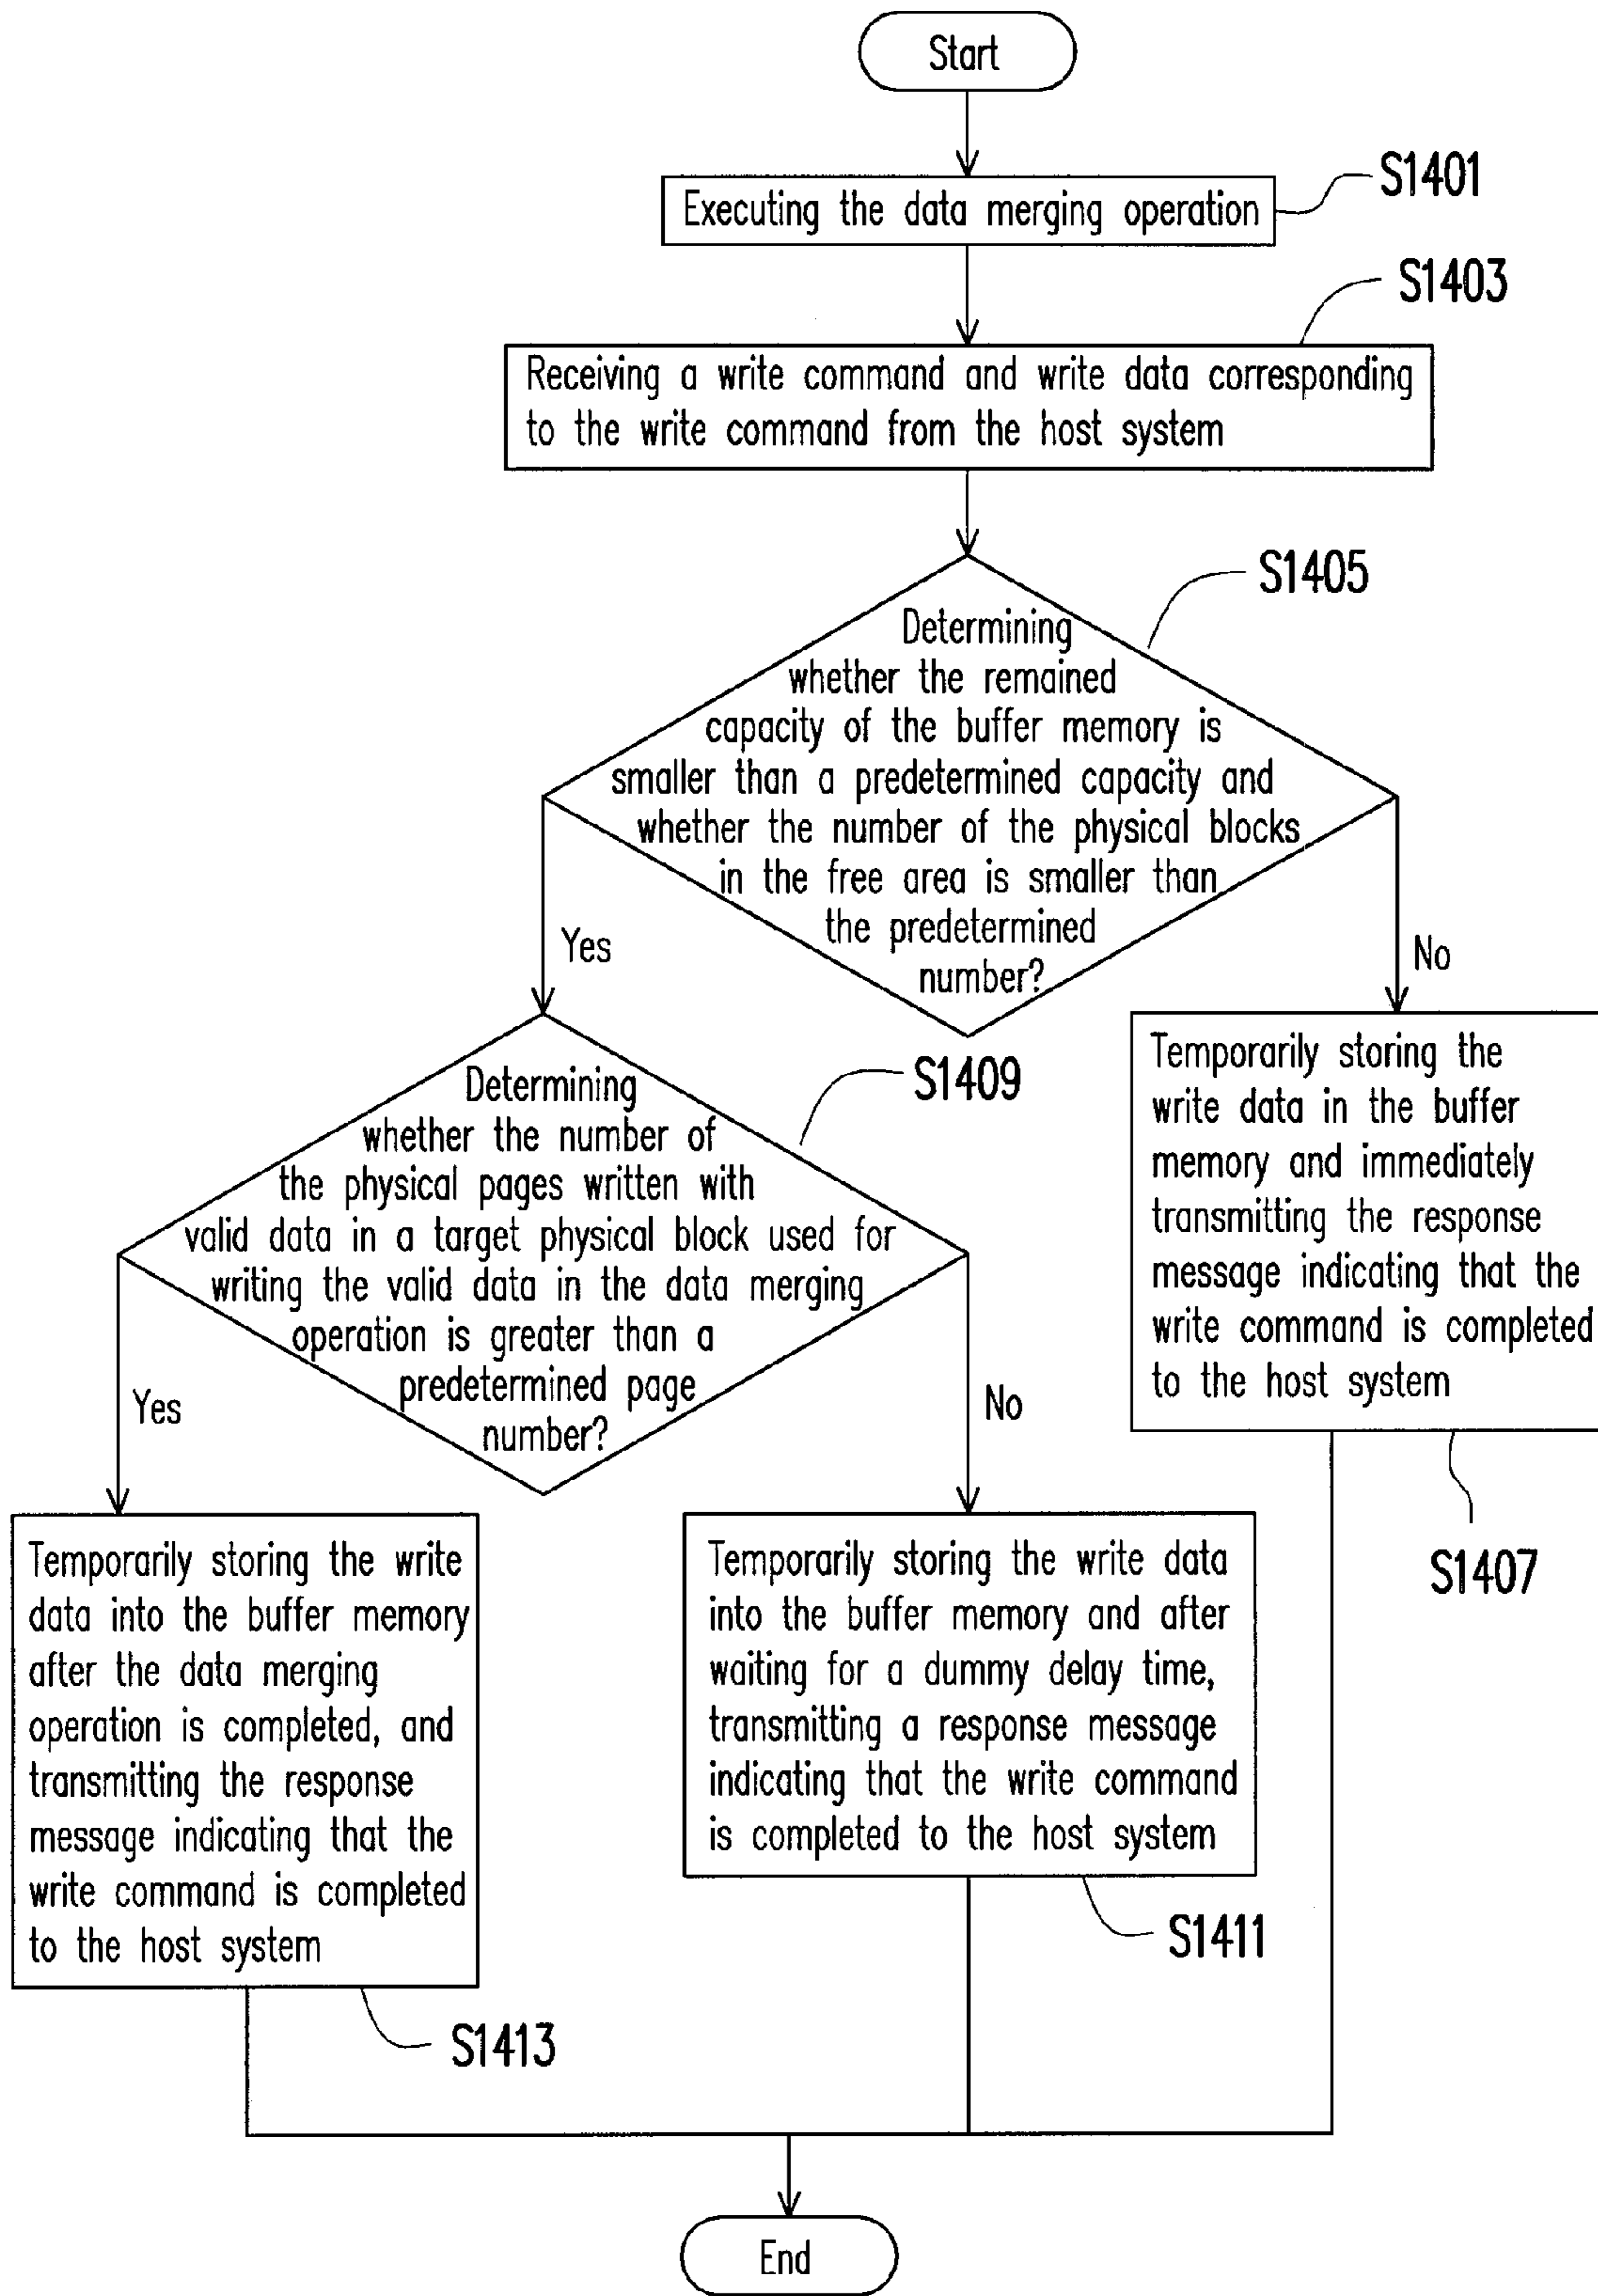 Start
Executing the data merging operation
S1401
S1403
Receiving a write command and write data corresponding
to the write command from the host system
S1405
Determining
whether the remained
capacity of the buffer memory is
smaller than a predetermined capacity and
whether the number of the physical blocks
in the free area is smaller than
the predetermined
number?
Yes
No
S1409
Determining
whether the number of
the physical pages written with
valid data in a target physical block used for
writing the valid data in the data merging
operation is greater than a
predetermined page
number?
Yes
No
Temporarily storing the
write data in the buffer
memory and immediately
transmitting the response
message indicating that the
write command is completed
to the host system
S1407
Temporarily storing the write
data into the buffer memory
after the data merging
operation is completed, and
transmitting the response
message indicating that the
write command is completed
to the host system
S1413
Temporarily storing the write data
into the buffer memory and after
waiting for a dummy delay time,
transmitting a response message
indicating that the write command
is completed to the host system
S1411
End